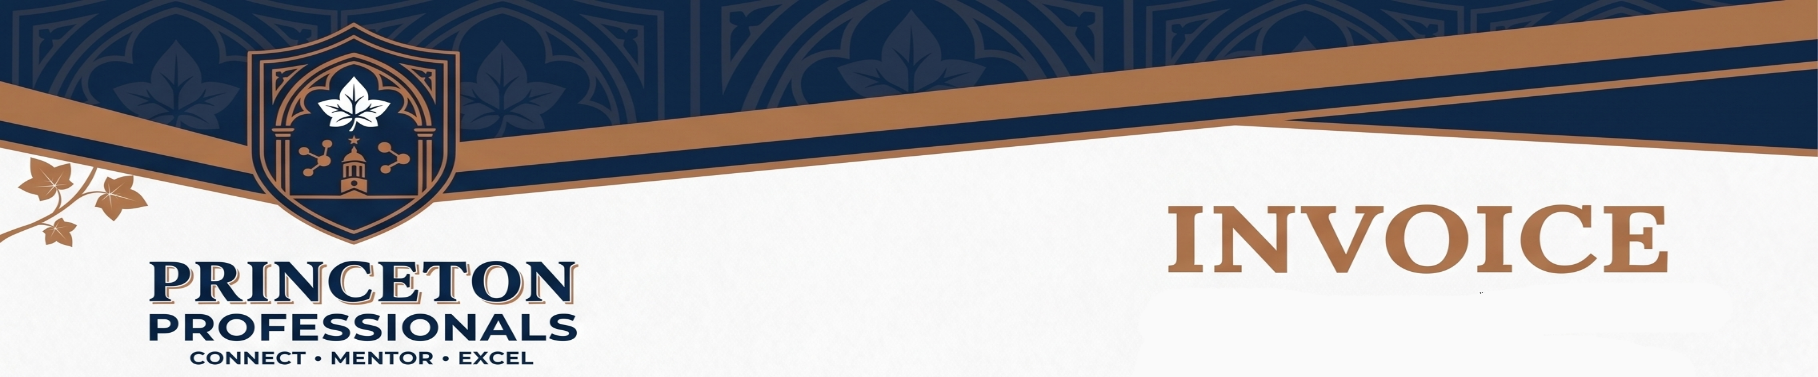 INVOICE
PRINCETON
PROFESSIONALS
CONNECT • MENTOR • EXCEL